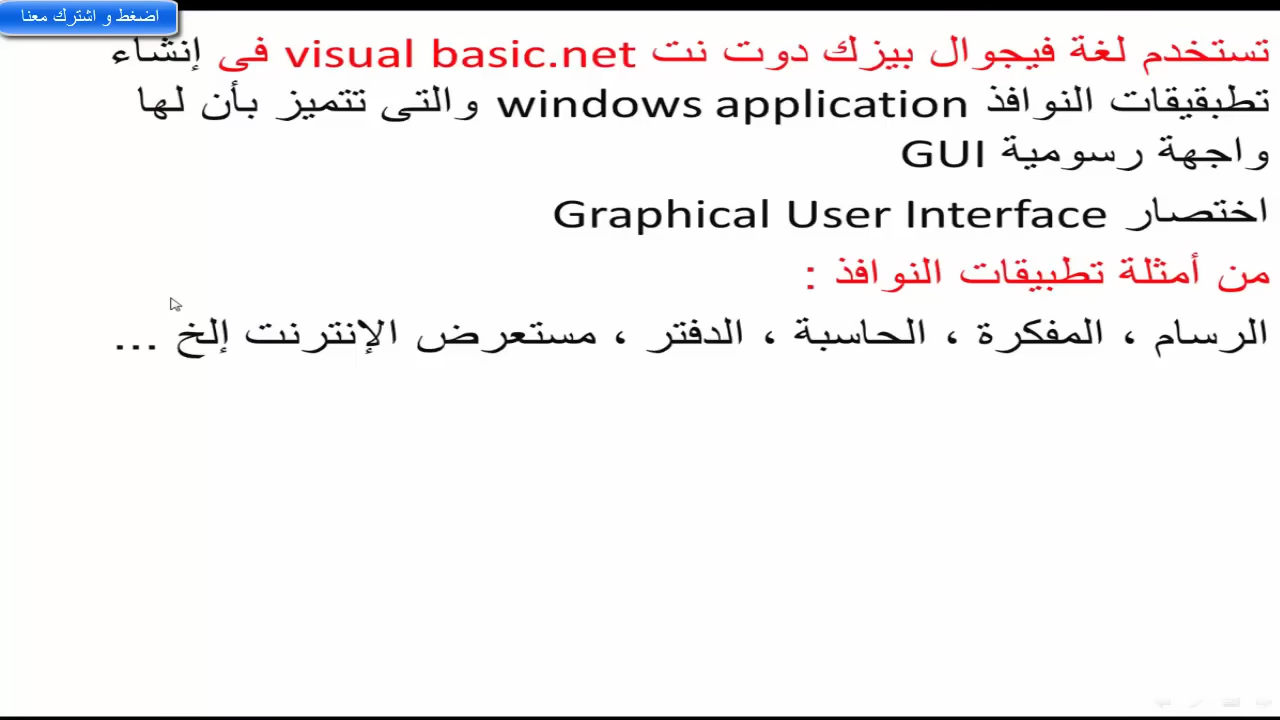 اضغط و اشترك معنا
تستخدم لغة فيجوال بيزك دوت نت visual basic.net فى إنشاء
تطبقيقات النوافذ windows application والتى تتميز بأن لها
واجهة رسومية GUI
اختصار Graphical User Interface
من أمثلة تطبيقات النوافذ :
الرسام ، المفكرة ، الحاسبة ، الدفتر ، مستعرض الإنترنت إلخ ...